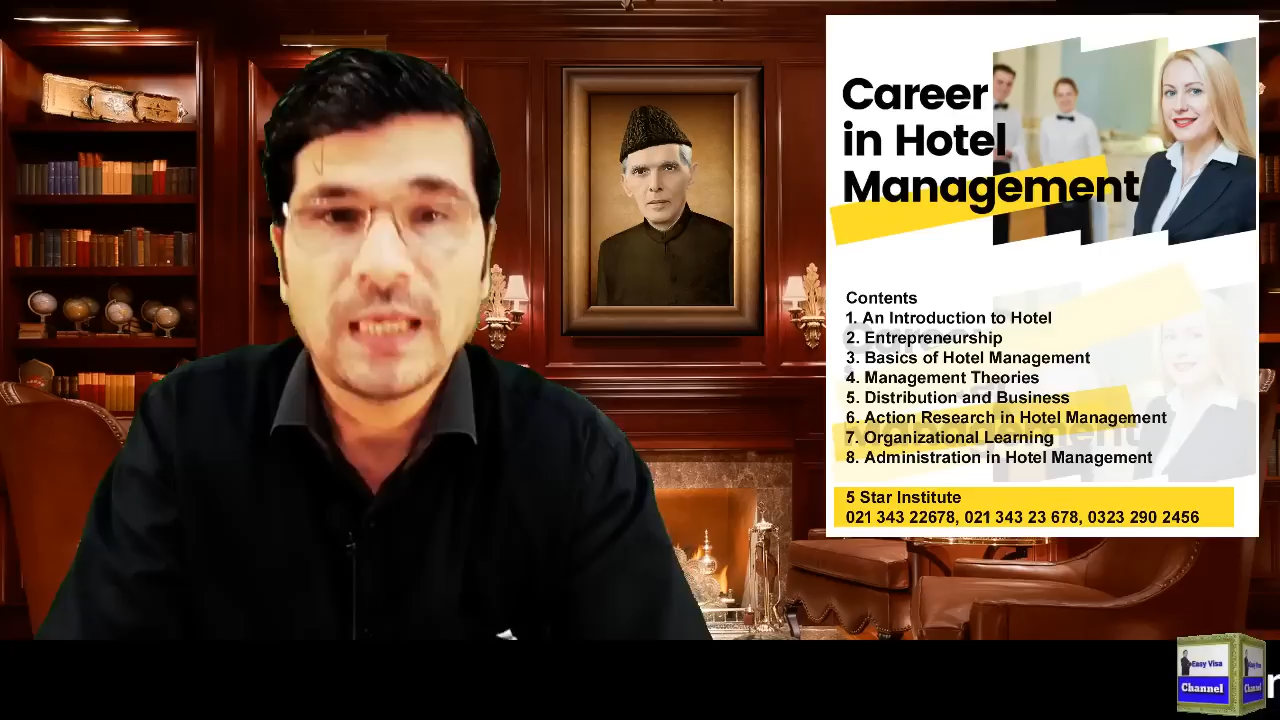 Career
in Hotel
Management
Contents
1. An Introduction to Hotel
2. Entrepreneurship
3. Basics of Hotel Management
4. Management Theories
5. Distribution and Business
6. Action Research in Hotel Management
7. Organizational Learning
8. Administration in Hotel Management
5 Star Institute
021 343 22678, 021 343 23 678, 0323 290 2456
Easy Visa
Channel